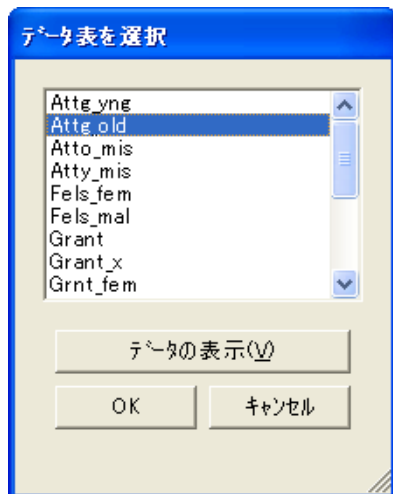 ﾃﾞｰﾀ表を選択
Attg_yng
Attg_old
Atto_mis
Atty_mis
Fels_fem
Fels_mal
Grant
Grant_x
Grnt_fem
ﾃﾞｰﾀの表示(V)
OK
ｷｬﾝｾﾙ